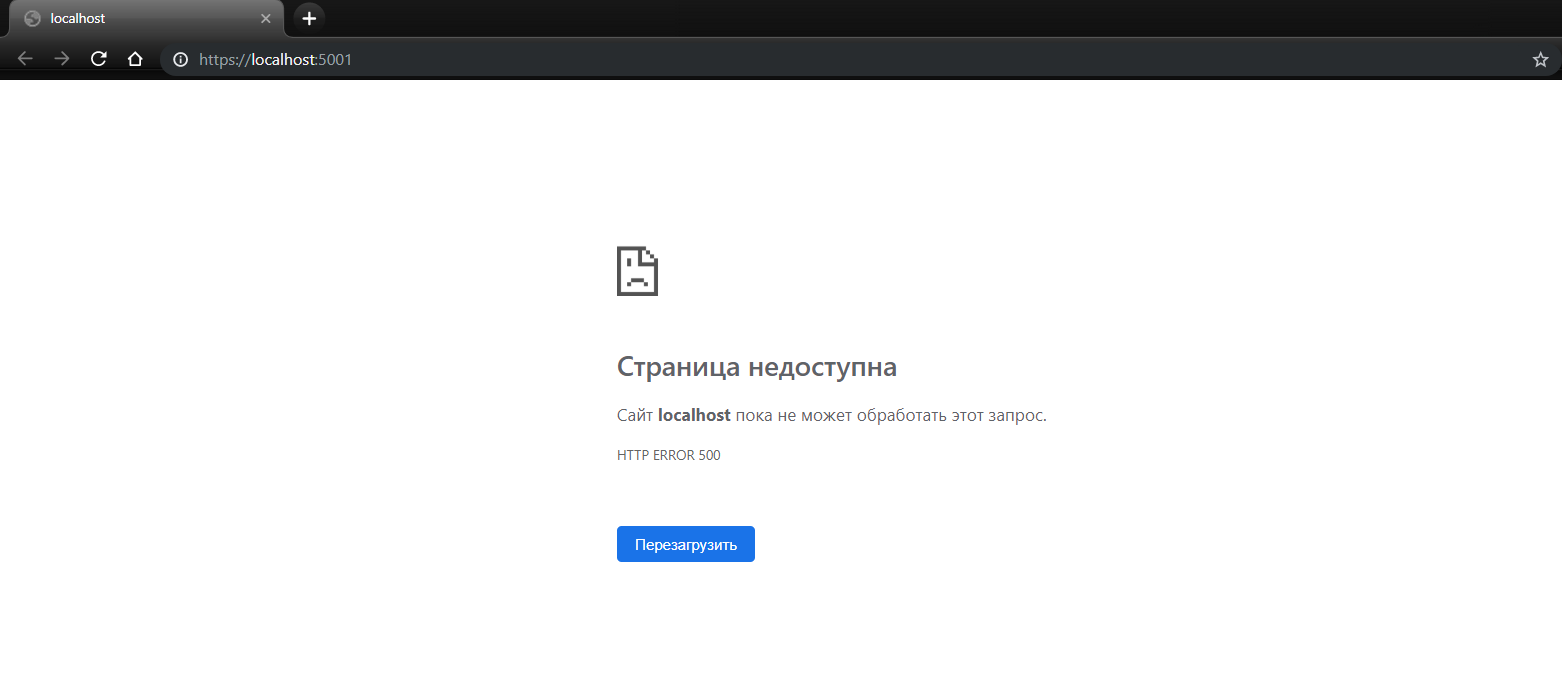 localhost
https://localhost:5001
Страница недоступна
Сайт localhost пока не может обработать этот запрос.
HTTP ERROR 500
Перезагрузить